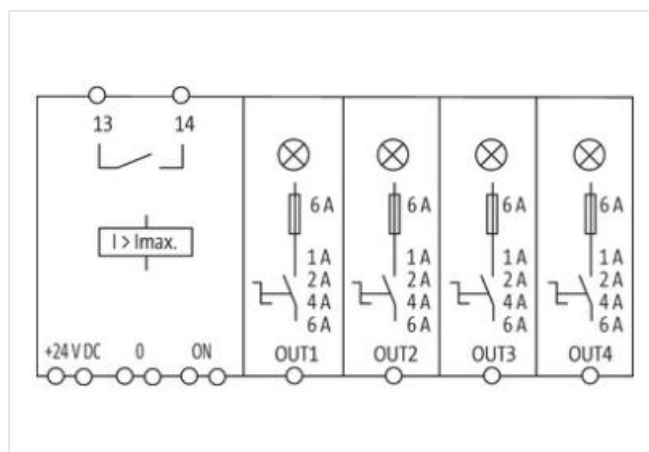 13 14
I > Imax.
+24 V DC 0 ON
6 A
1 A
2 A
4 A
6 A
OUT1
6 A
1 A
2 A
4 A
6 A
OUT2
6 A
1 A
2 A
4 A
6 A
OUT3
6 A
1 A
2 A
4 A
6 A
OUT4